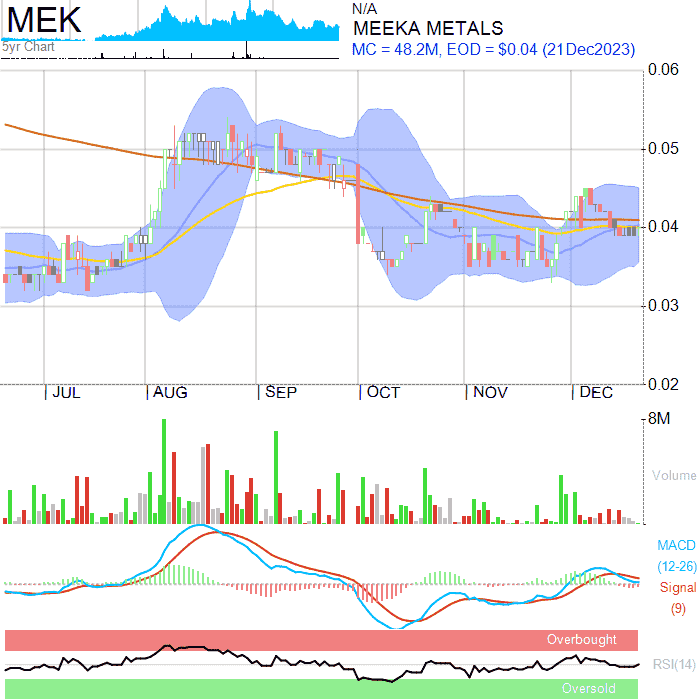 MEK
5yr Chart
N/A
MEEKA METALS
MC = 48.2M, EOD = $0.04 (21Dec2023)
0.06
0.05
0.04
0.03
0.02
JUL AUG SEP OCT NOV DEC
8M
Volume
MACD
(12-26)
Signal
(9)
Overbought
RSI(14)
Oversold